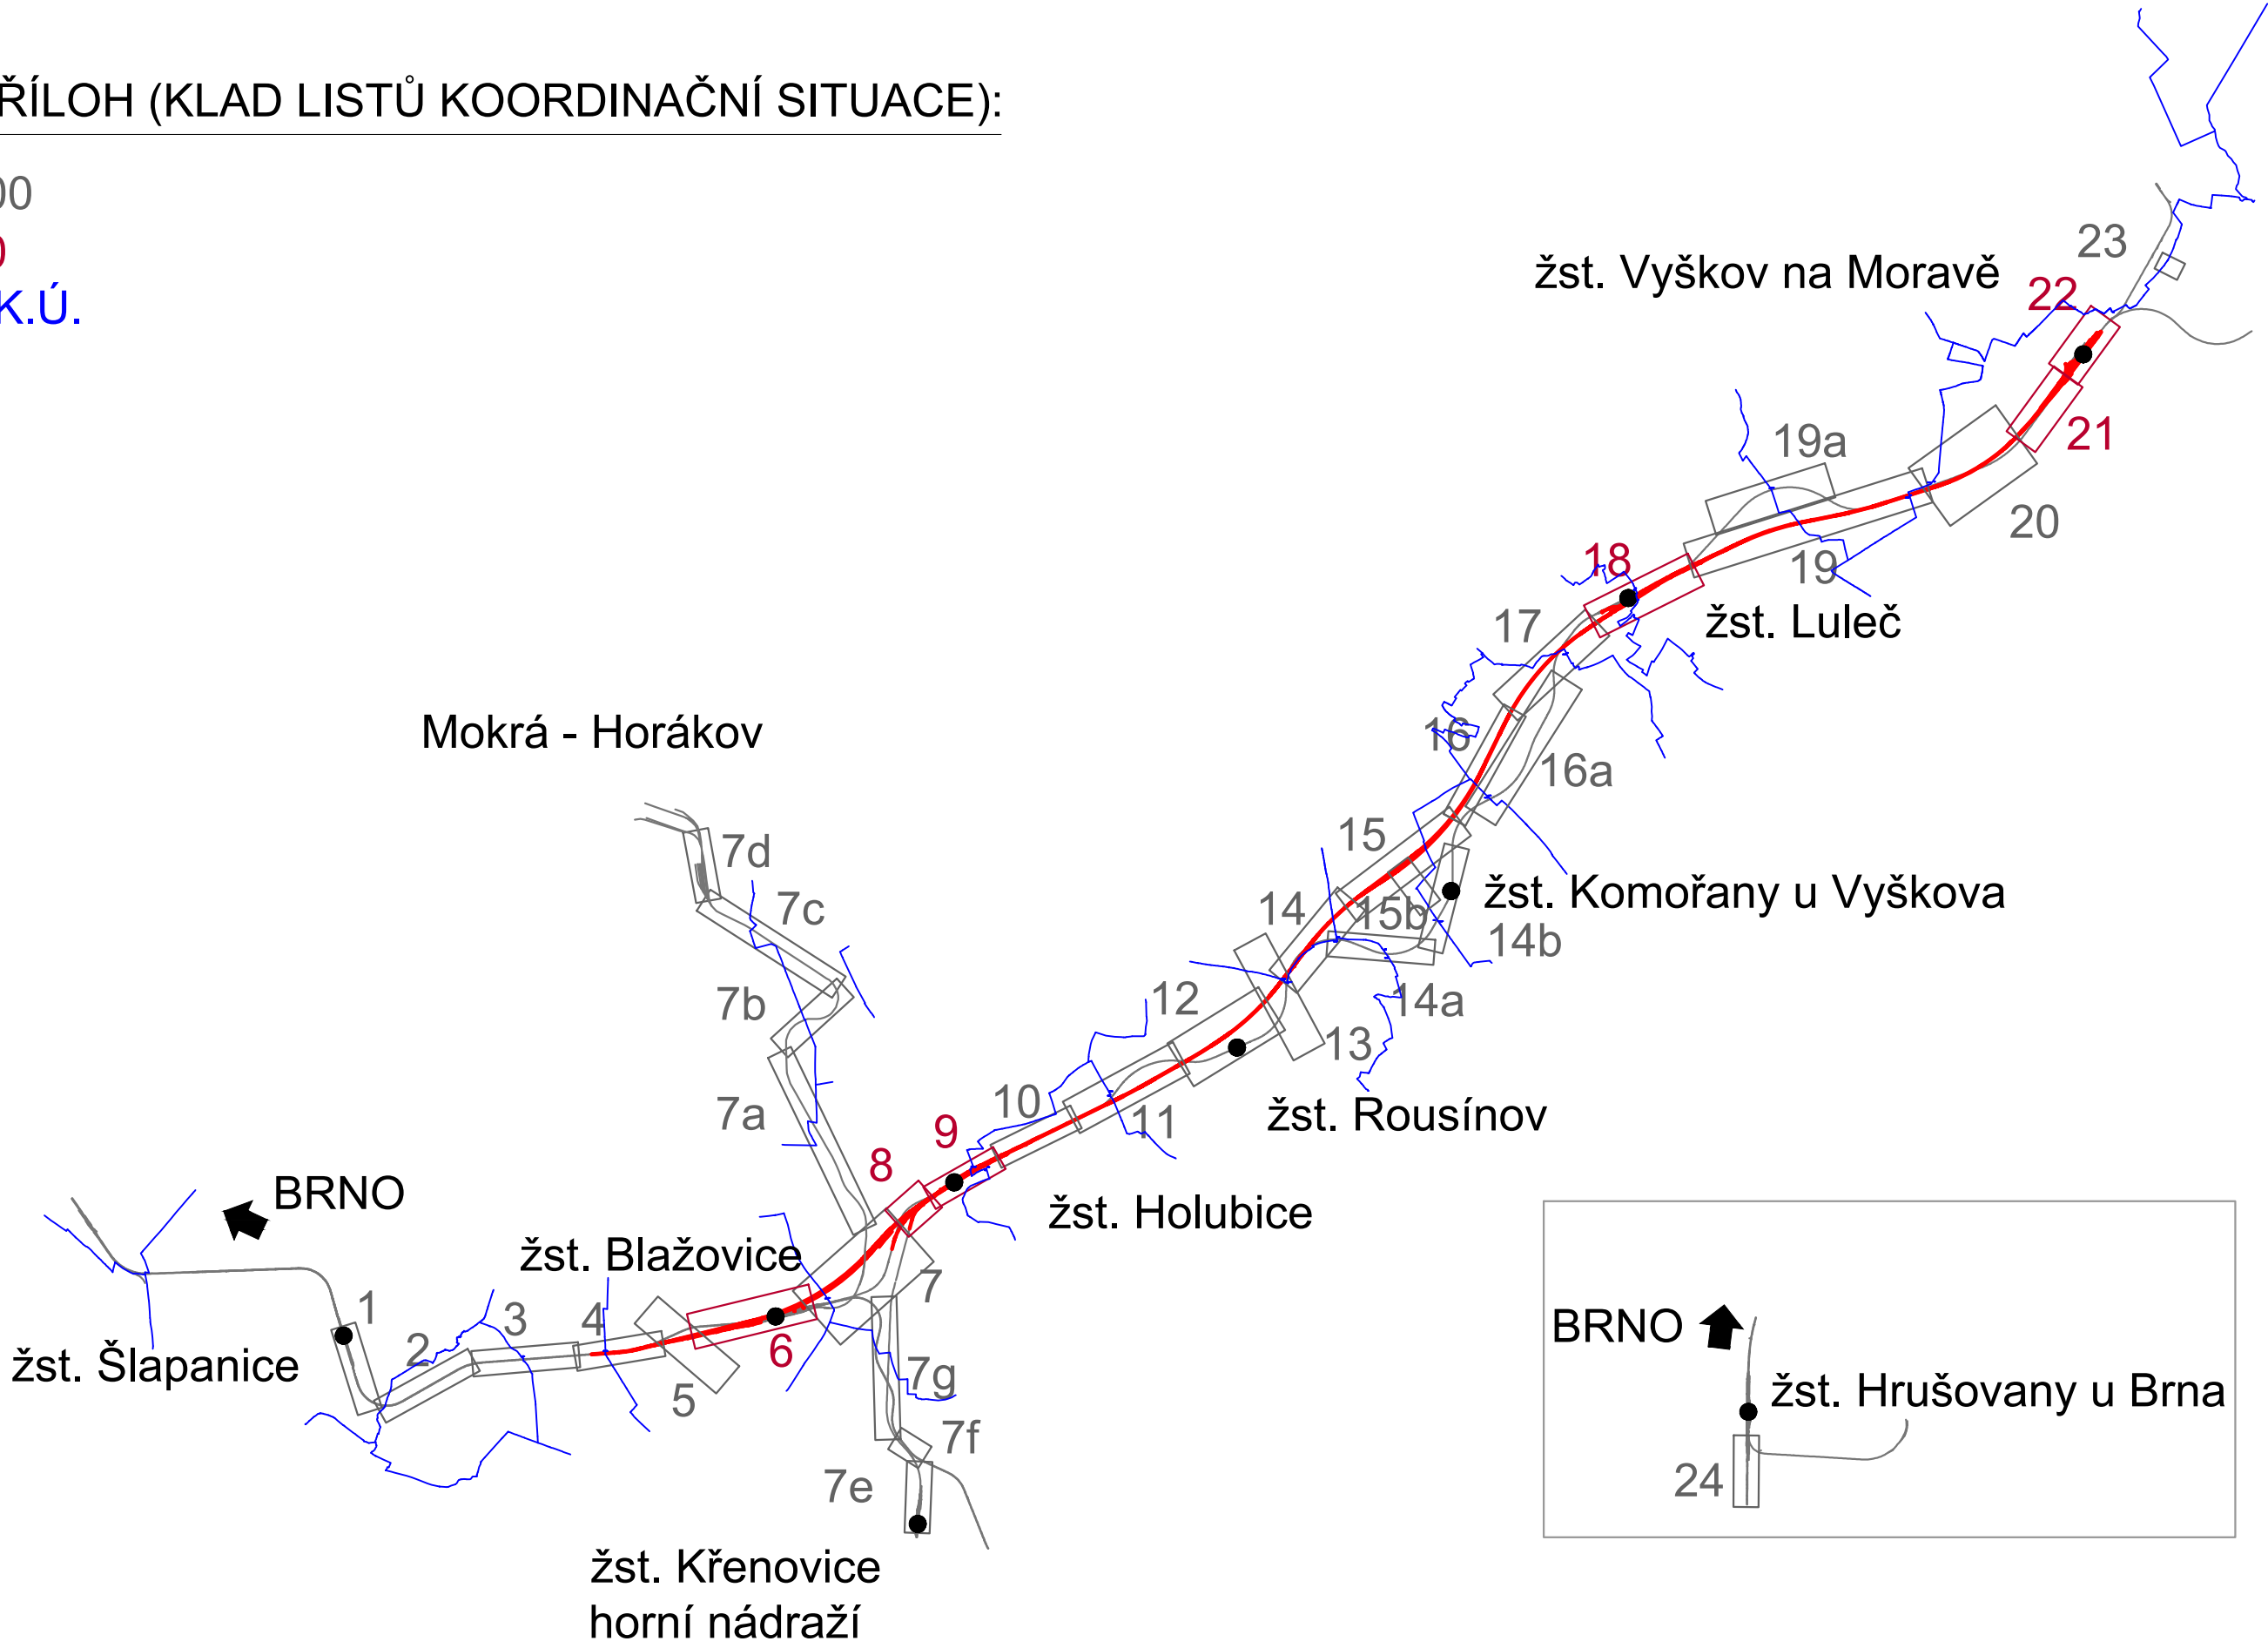 ŘÍLOH (KLAD LISTŮ KOORDINAČNÍ SITUACE):
00
0
K.Ú.
23
žst. Vyškov na Moravě
22
21
19a
20
18
19
žst. Luleč
17
Mokrá - Horákov
16
16a
15
7d
7c
14
15b
žst. Komořany u Vyškova
14b
7b
12
14a
13
7a
10
11
žst. Rousínov
9
8
BRNO
žst. Holubice
žst. Blažovice
7
1
2
3
4
5
6
žst. Šlapanice
7g
7f
7e
žst. Křenovice
horní nádraží
BRNO
žst. Hrušovany u Brna
24